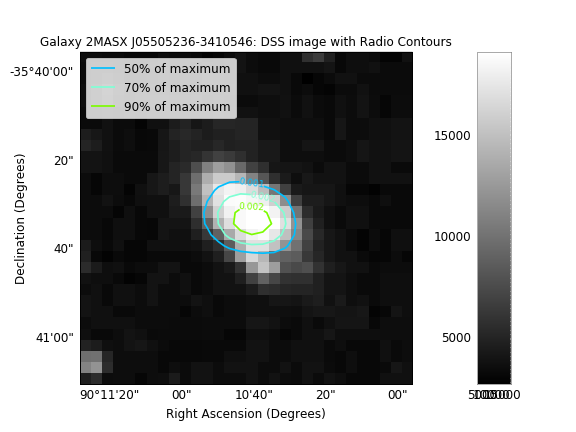 Galaxy 2MASX J05505236-3410546: DSS image with Radio Contours
50% of maximum
70% of maximum
90% of maximum
-35°40'00"
20"
40"
41'00"
Declination (Degrees)
0.001
0.002
90°11'20" 00" 10'40" 20" 00"
Right Ascension (Degrees)
15000
10000
5000